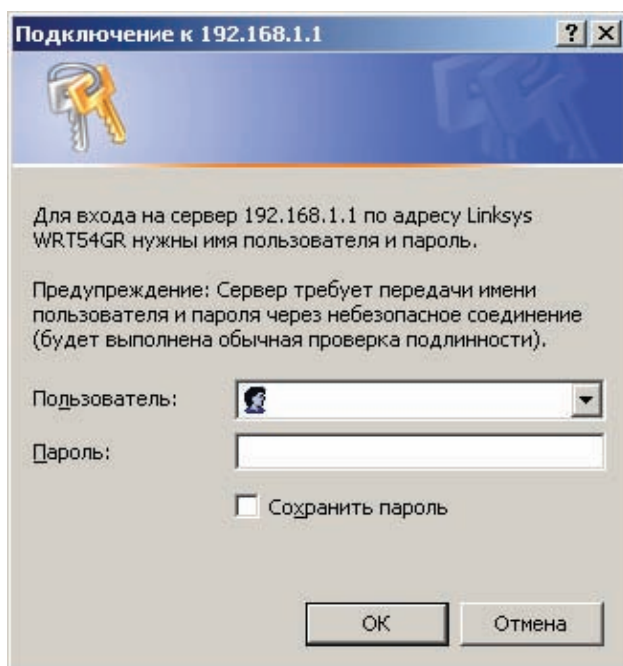 Подключение к 192.168.1.1
Для входа на сервер 192.168.1.1 по адресу Linksys
WRT54GR нужны имя пользователя и пароль.
Предупреждение: Сервер требует передачи имени
пользователя и пароля через небезопасное соединение
(будет выполнена обычная проверка подлинности).
Пользователь:
Пароль:
Сохранить пароль
ОК
Отмена